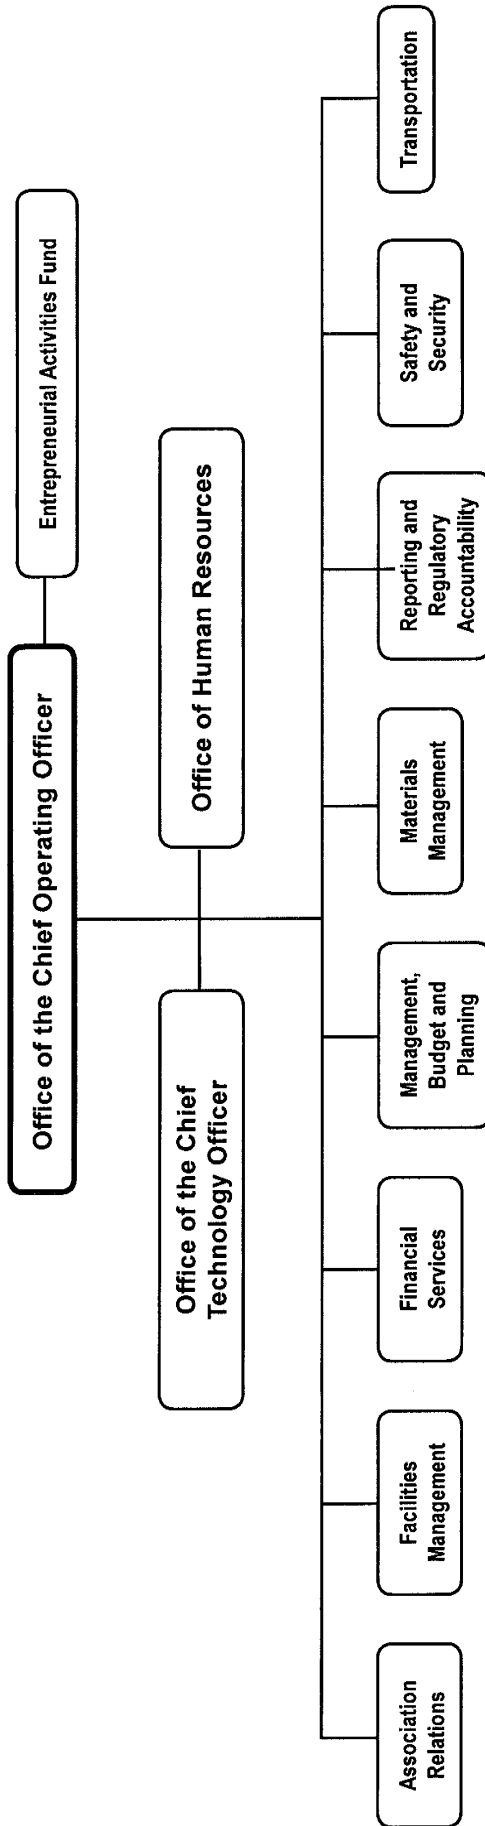 Office of the Chief Operating Officer
Entrepreneurial Activities Fund
Office of the Chief
Technology Officer
Office of Human Resources
Association
Relations
Facilities
Management
Financial
Services
Management,
Budget and
Planning
Materials
Management
Reporting and
Regulatory
Accountability
Safety and
Security
Transportation